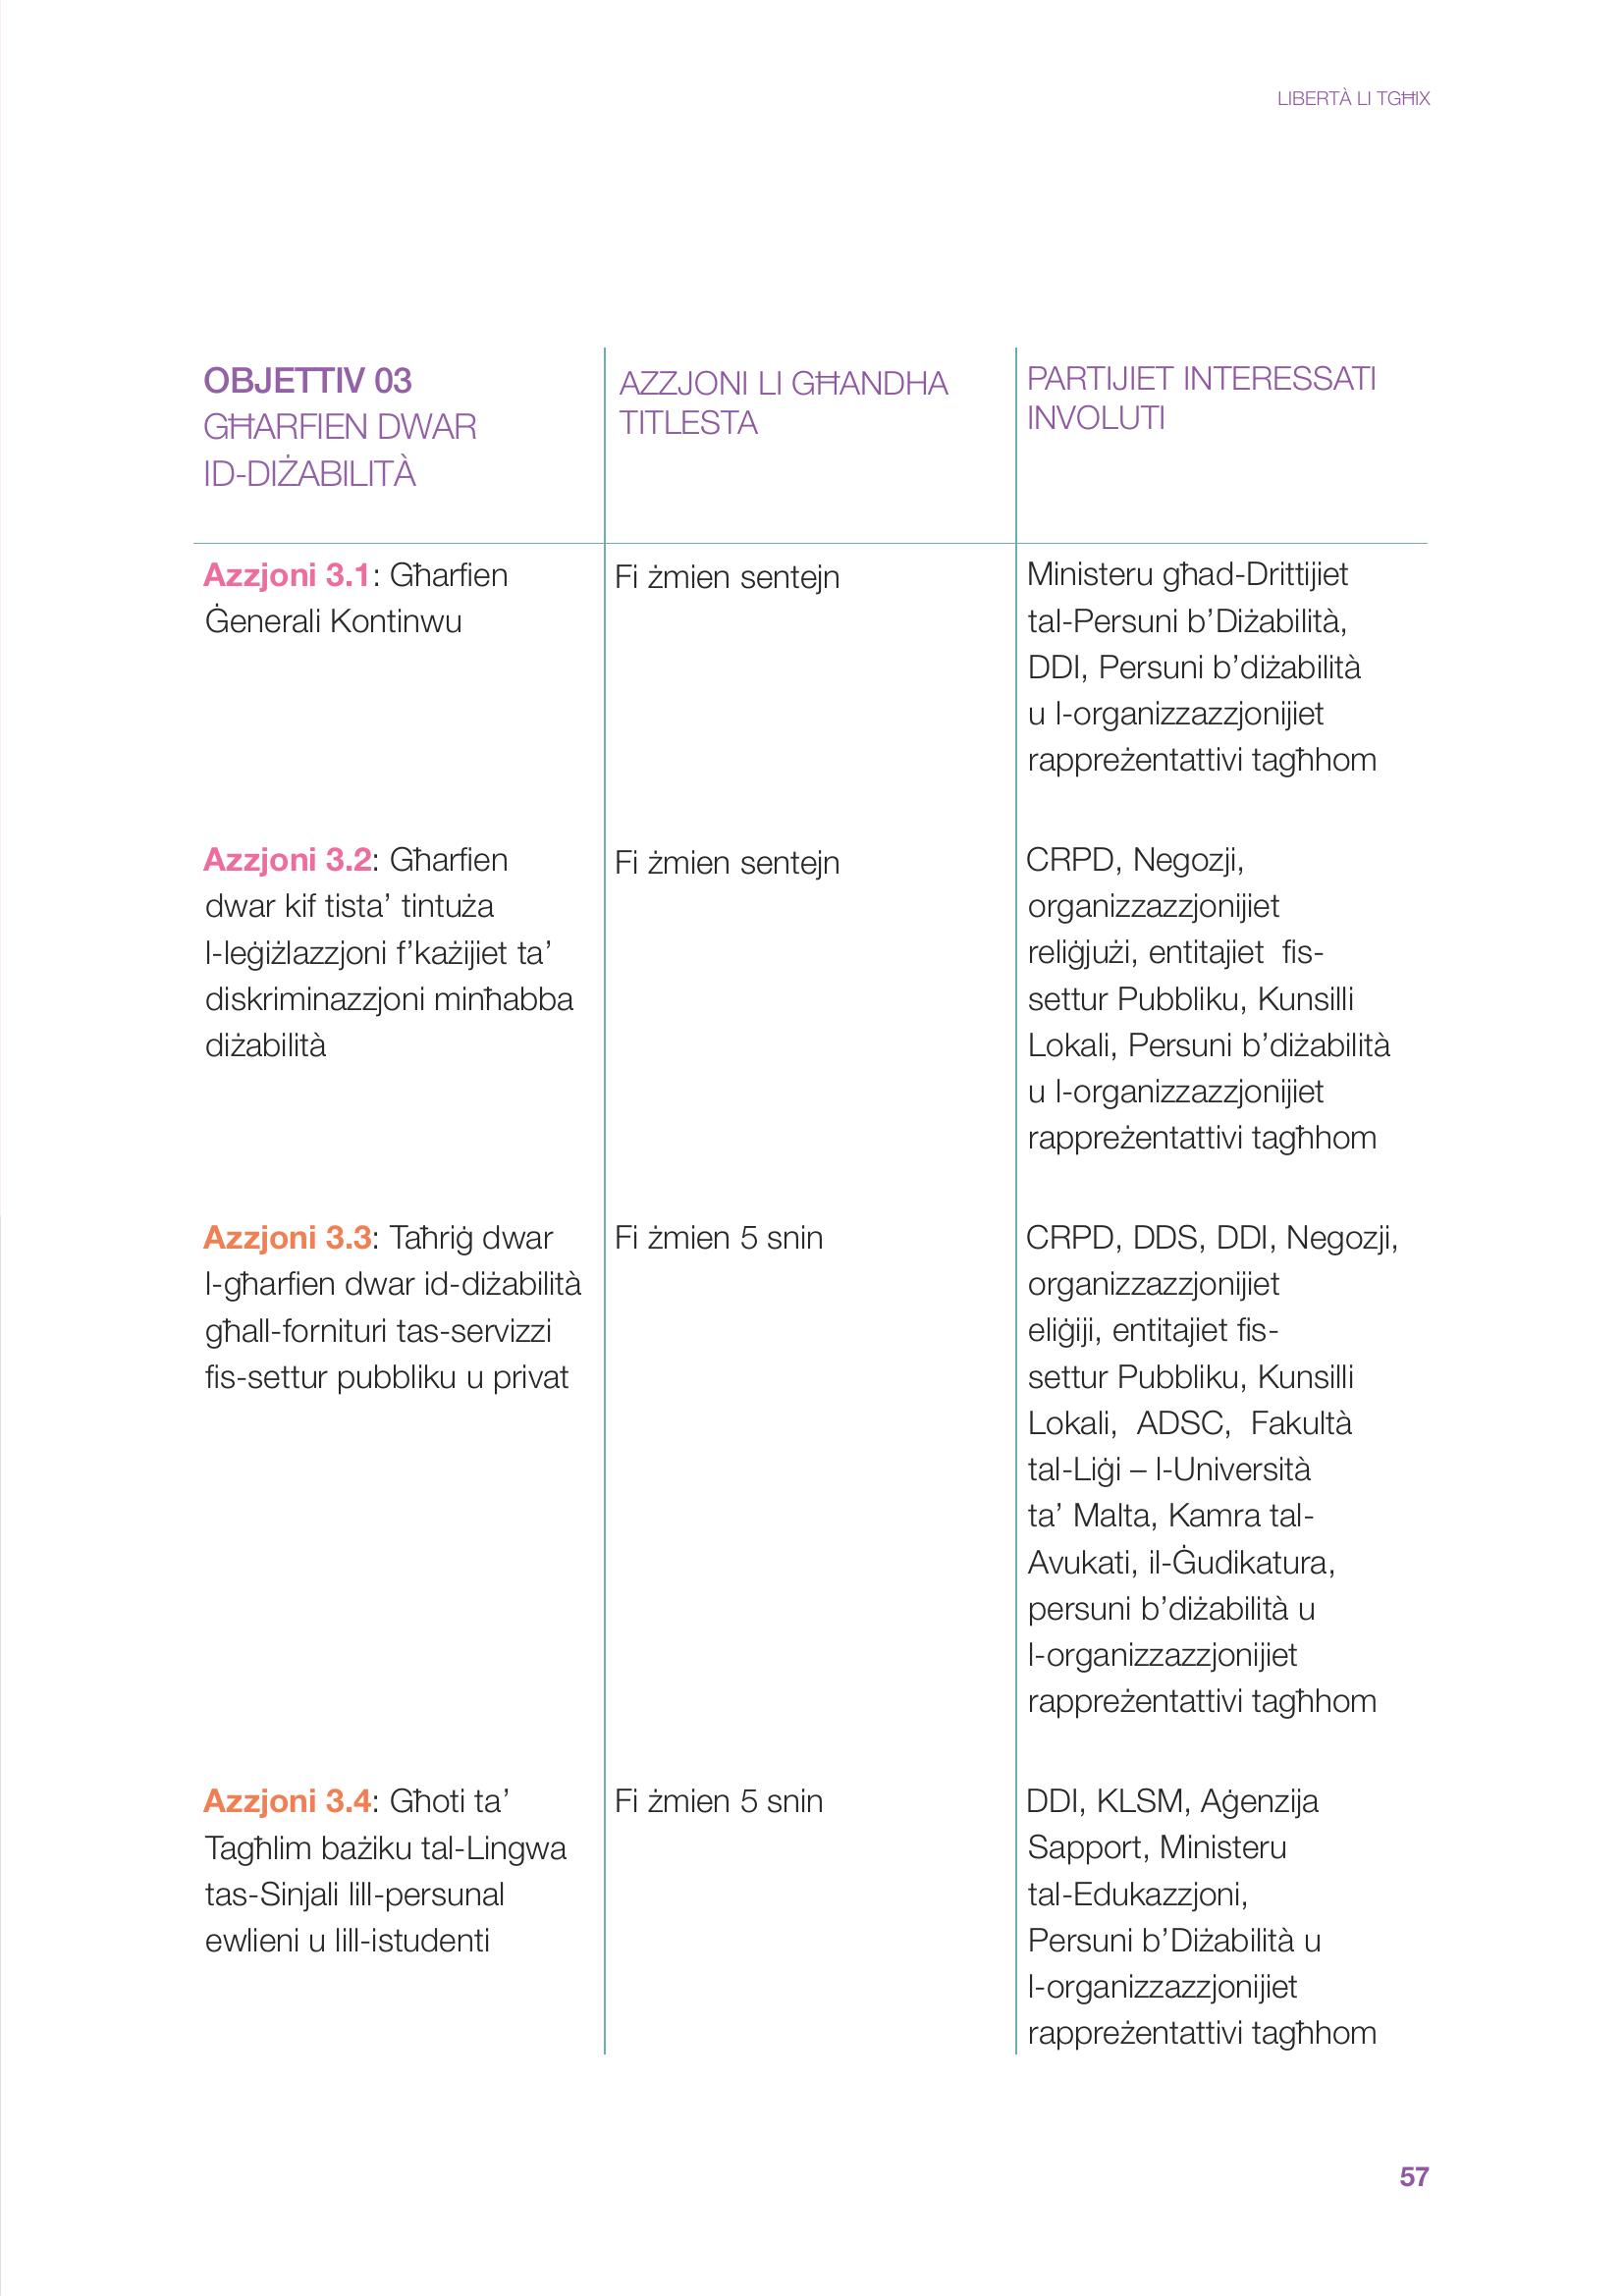 LIBERTÀ LI TGĦIX
OBJETTIV 03
GĦARFIEN DWAR
ID-DIŻABILITÀ
AZZJONI LI GĦANDHA
TITLESTA
PARTIJIET INTERESSATI
INVOLUTI
Azzjoni 3.1: Għarfien
Ġenerali Kontinwu
Fi żmien sentejn
Ministeru għad-Drittijiet
tal-Persuni b’Diżabilità,
DDI, Persuni b’diżabilità
u l-organizzazzjonijiet
rappreżentattivi tagħhom
Azzjoni 3.2: Għarfien
dwar kif tista’ tintuża
l-leġiżlazzjoni f’każijiet ta’
diskriminazzjoni minħabba
diżabilità
Fi żmien sentejn
CRPD, Negozji,
organizzazzjonijiet
reliġjużi, entitajiet  fis-
settur Pubbliku, Kunsilli
Lokali, Persuni b’diżabilità
u l-organizzazzjonijiet
rappreżentattivi tagħhom
Azzjoni 3.3: Taħriġ dwar
l-għarfien dwar id-diżabilità
għall-fornituri tas-servizzi
fis-settur pubbliku u privat
Fi żmien 5 snin
CRPD, DDS, DDI, Negozji,
organizzazzjonijiet
eliġiji, entitajiet fis-
settur Pubbliku, Kunsilli
Lokali,  ADSC,  Fakultà
tal-Liġi – l-Università
ta’ Malta, Kamra tal-
Avukati, il-Ġudikatura,
persuni b’diżabilità u
l-organizzazzjonijiet
rappreżentattivi tagħhom
Azzjoni 3.4: Għoti ta’
Tagħlim bażiku tal-Lingwa
tas-Sinjali lill-persunal
ewlieni u lill-istudenti
Fi żmien 5 snin
DDI, KLSM, Aġenzija
Sapport, Ministeru
tal-Edukazzjoni,
Persuni b’Diżabilità u
l-organizzazzjonijiet
rappreżentattivi tagħhom
57